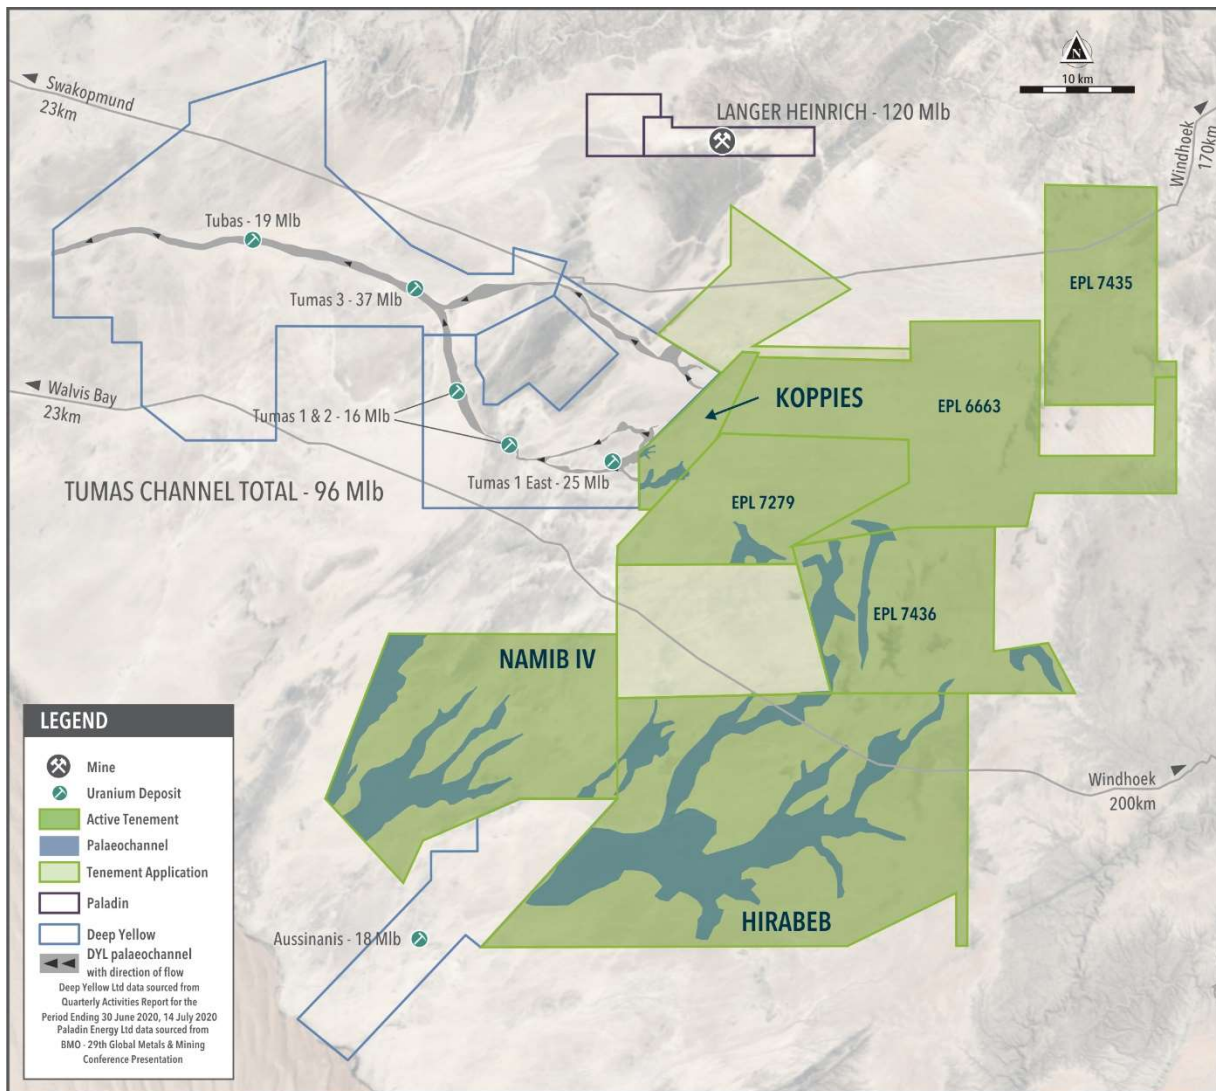 N
10 km
Swakopmund
23km
LANGER HEINRICH - 120 Mlb
Windhoek
170km
Tubas - 19 Mlb
EPL 7435
Tumas 3 - 37 Mlb
Walvis Bay
23km
KOPPIES
EPL 6663
Tumas 1 & 2 - 16 Mlb
Tumas 1 East - 25 Mlb
TUMAS CHANNEL TOTAL - 96 Mlb
EPL 7279
EPL 7436
NAMIB IV
Windhoek
200km
HIRABEB
Aussinanis - 18 Mlb
LEGEND
Mine
Uranium Deposit
Active Tenement
Palaeochannel
Tenement Application
Paladin
Deep Yellow
DYL palaeochannel
with direction of flow
Deep Yellow Ltd data sourced from
Quarterly Activities Report for the
Period Ending 30 June 2020, 14 July 2020
Paladin Energy Ltd data sourced from
BMO - 29th Global Metals & Mining
Conference Presentation